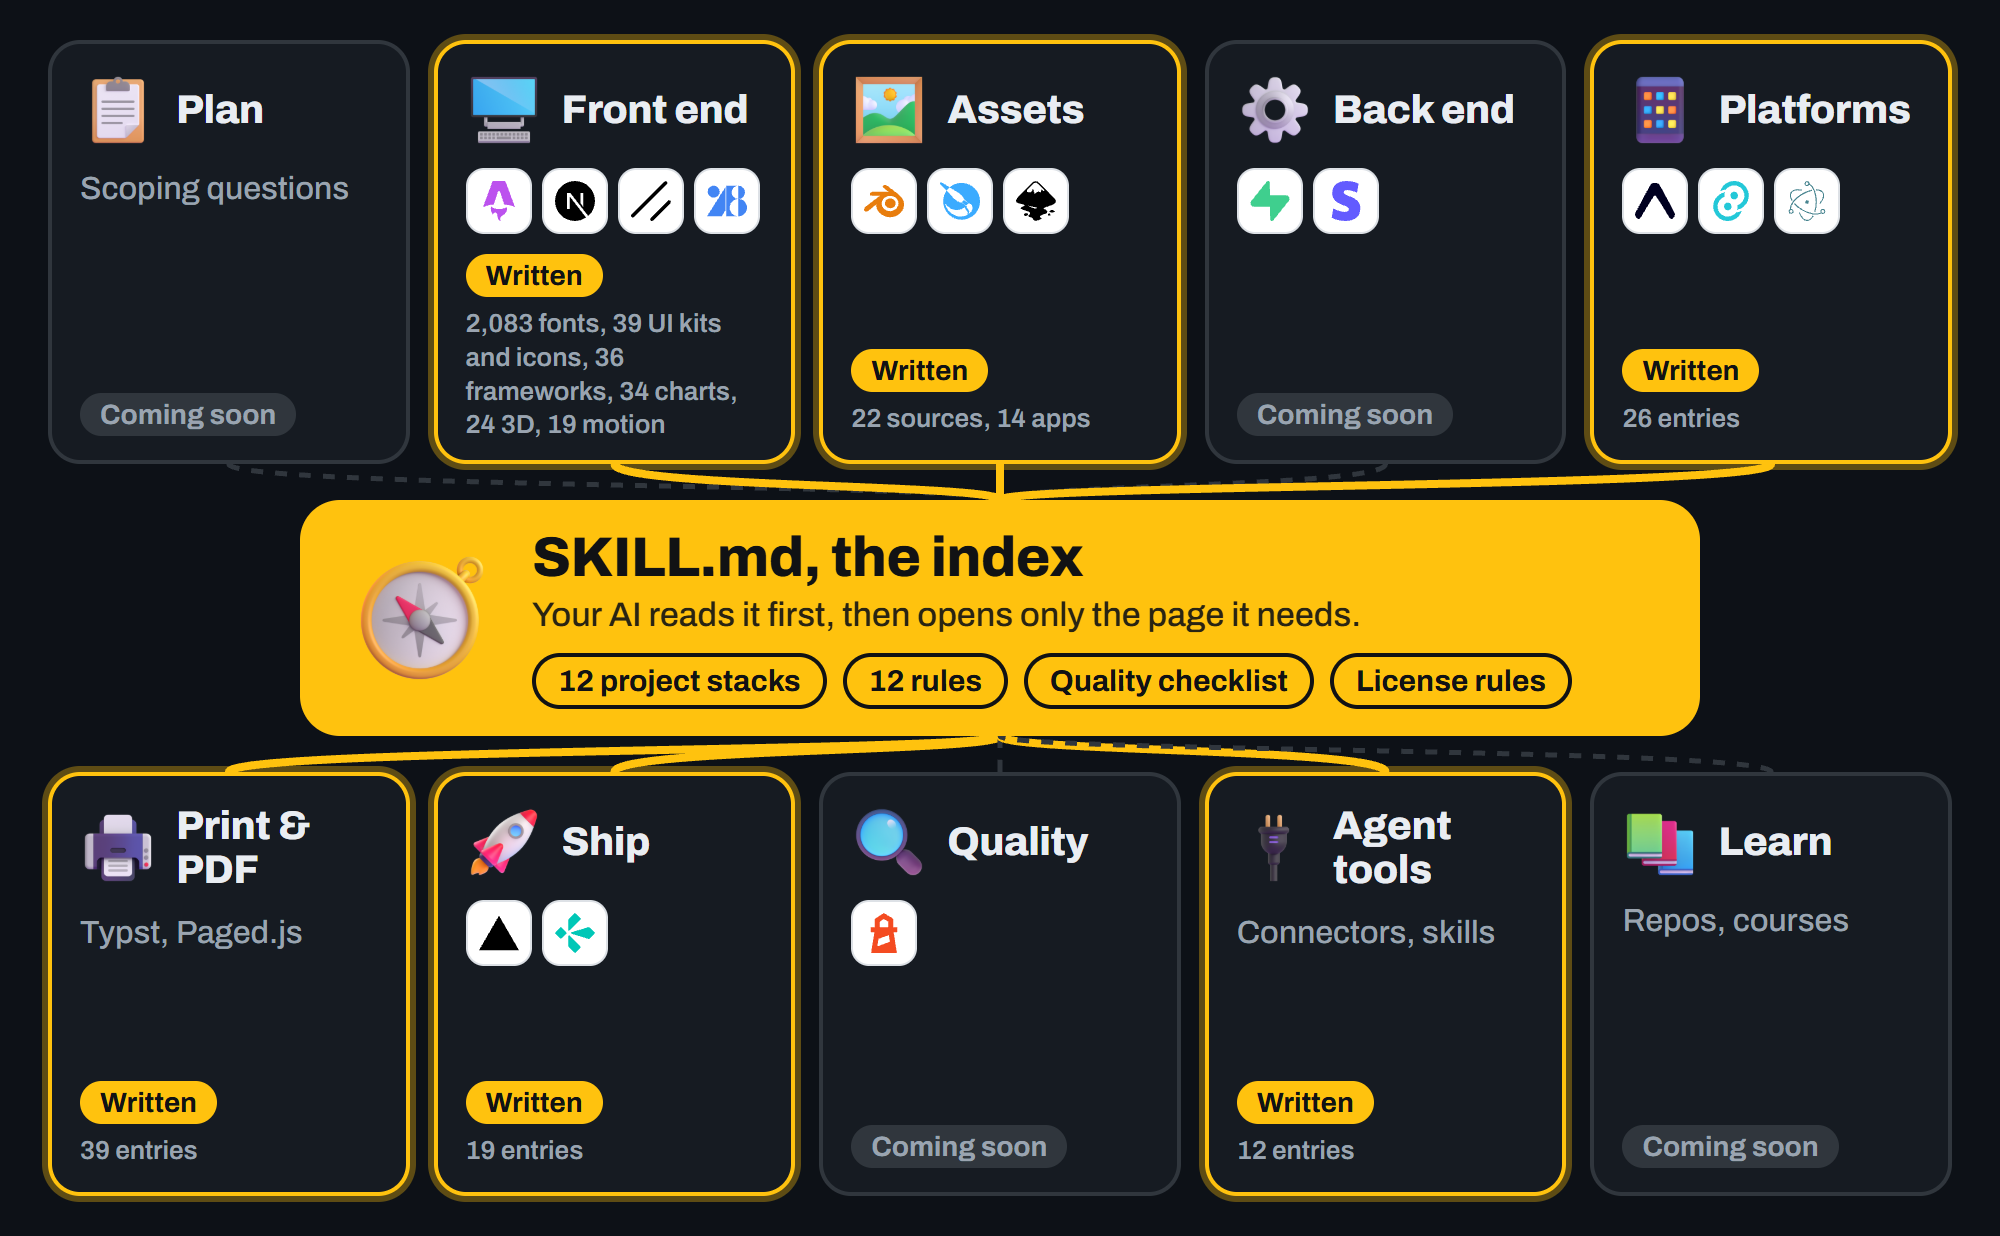 Plan
Scoping questions
Coming soon
Front end
Written
2,083 fonts, 39 UI kits
and icons, 36
frameworks, 34 charts,
24 3D, 19 motion
Assets
Written
22 sources, 14 apps
Back end
Coming soon
Platforms
Written
26 entries
SKILL.md, the index
Your AI reads it first, then opens only the page it needs.
12 project stacks
12 rules
Quality checklist
License rules
Print &
PDF
Typst, Paged.js
Written
39 entries
Ship
Written
19 entries
Quality
Coming soon
Agent
tools
Connectors, skills
Written
12 entries
Learn
Repos, courses
Coming soon